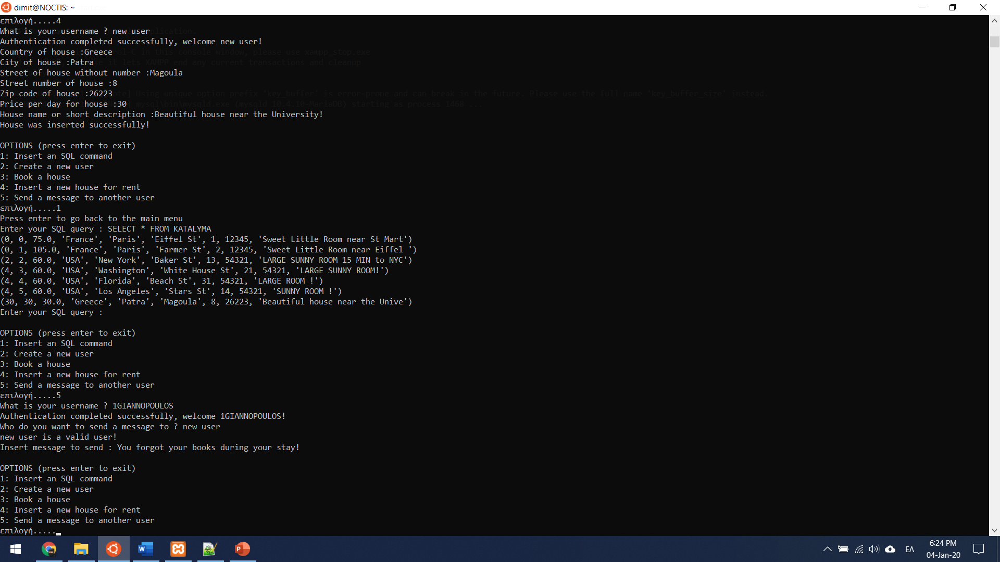 dimit@NOCTIS: ~
επιλογή.....4
What is your username ? new user
Authentication completed successfully, welcome new user!
Country of house :Greece
City of house :Patra
Street of house without number :Magoula
Street number of house :8
Zip code of house :26223
Price per day for house :30
House name or short description :Beautiful house near the University!
House was inserted successfully!
OPTIONS (press enter to exit)
1: Insert an SQL command
2: Create a new user
3: Book a house
4: Insert a new house for rent
5: Send a message to another user
επιλογή.....1
Press enter to go back to the main menu
Enter your SQL query : SELECT * FROM KATALYMA
(0, 0, 75.0, 'France', 'Paris', 'Eiffel St', 1, 12345, 'Sweet Little Room near St Mart')
(0, 1, 105.0, 'France', 'Paris', 'Farmer St', 2, 12345, 'Sweet Little Room near Eiffel ')
(2, 2, 60.0, 'USA', 'New York', 'Baker St', 13, 54321, 'LARGE SUNNY ROOM 15 MIN to NYC')
(4, 3, 60.0, 'USA', 'Washington', 'White House St', 21, 54321, 'LARGE SUNNY ROOM!')
(4, 4, 60.0, 'USA', 'Florida', 'Beach St', 31, 54321, 'LARGE ROOM !')
(4, 5, 60.0, 'USA', 'Los Angeles', 'Stars St', 14, 54321, 'SUNNY ROOM !')
(30, 30, 30.0, 'Greece', 'Patra', 'Magoula', 8, 26223, 'Beautiful house near the Unive')
Enter your SQL query :
OPTIONS (press enter to exit)
1: Insert an SQL command
2: Create a new user
3: Book a house
4: Insert a new house for rent
5: Send a message to another user
επιλογή.....5
What is your username ? 1GIANNOPOULOS
Authentication completed successfully, welcome 1GIANNOPOULOS!
Who do you want to send a message to ? new user
new user is a valid user!
Insert message to send : You forgot your books during your stay!
OPTIONS (press enter to exit)
1: Insert an SQL command
2: Create a new user
3: Book a house
4: Insert a new house for rent
5: Send a message to another user
επιλογή.....
ΕΛ
6:24 PM
04-Jan-20